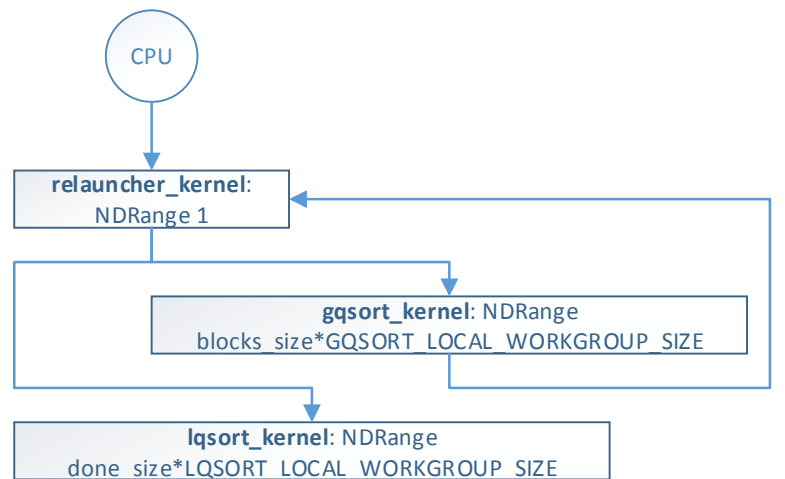 CPU
relauncher_kernel:
NDRange 1
gqsort_kernel: NDRange
blocks_size*GQSORT_LOCAL_WORKGROUP_SIZE
lqsort_kernel: NDRange
done_size*LQSORT_LOCAL_WORKGROUP_SIZE